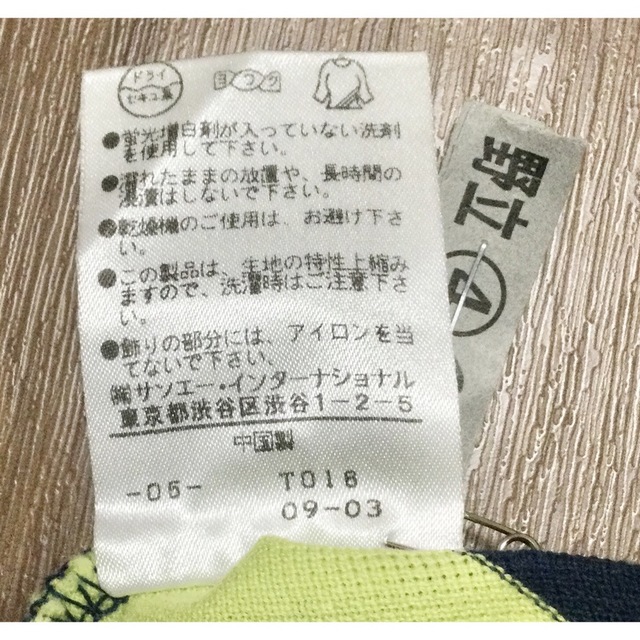 ドライ
セキユ系
ヨワク
●蛍光増白剤が入っていない洗剤
を使用して下さい。
●濡れたままの放置や、長時間の
浸漬はしないで下さい。
●乾燥機のご使用は、お避け下さ
い。
●この製品は、生地の特性上縮み
ますので、洗濯時はご注意下さ
い。
●飾りの部分には、アイロンを当
てないで下さい。
㈱サンエー・インターナショナル
東京都渋谷区渋谷1-2-5
中国製
-05- T018
09-03
野立
4